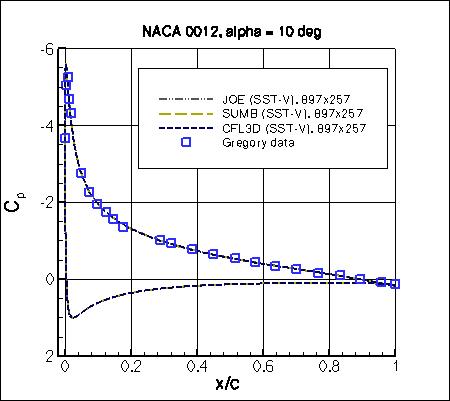 NACA 0012, alpha = 10 deg
-6
-4
-2
0
2
Cp
JOE (SST-V), 897x257
SUMB (SST-V), 897x257
CFL3D (SST-V), 897x257
Gregory data
0 0.2 0.4 0.6 0.8 1
x/c